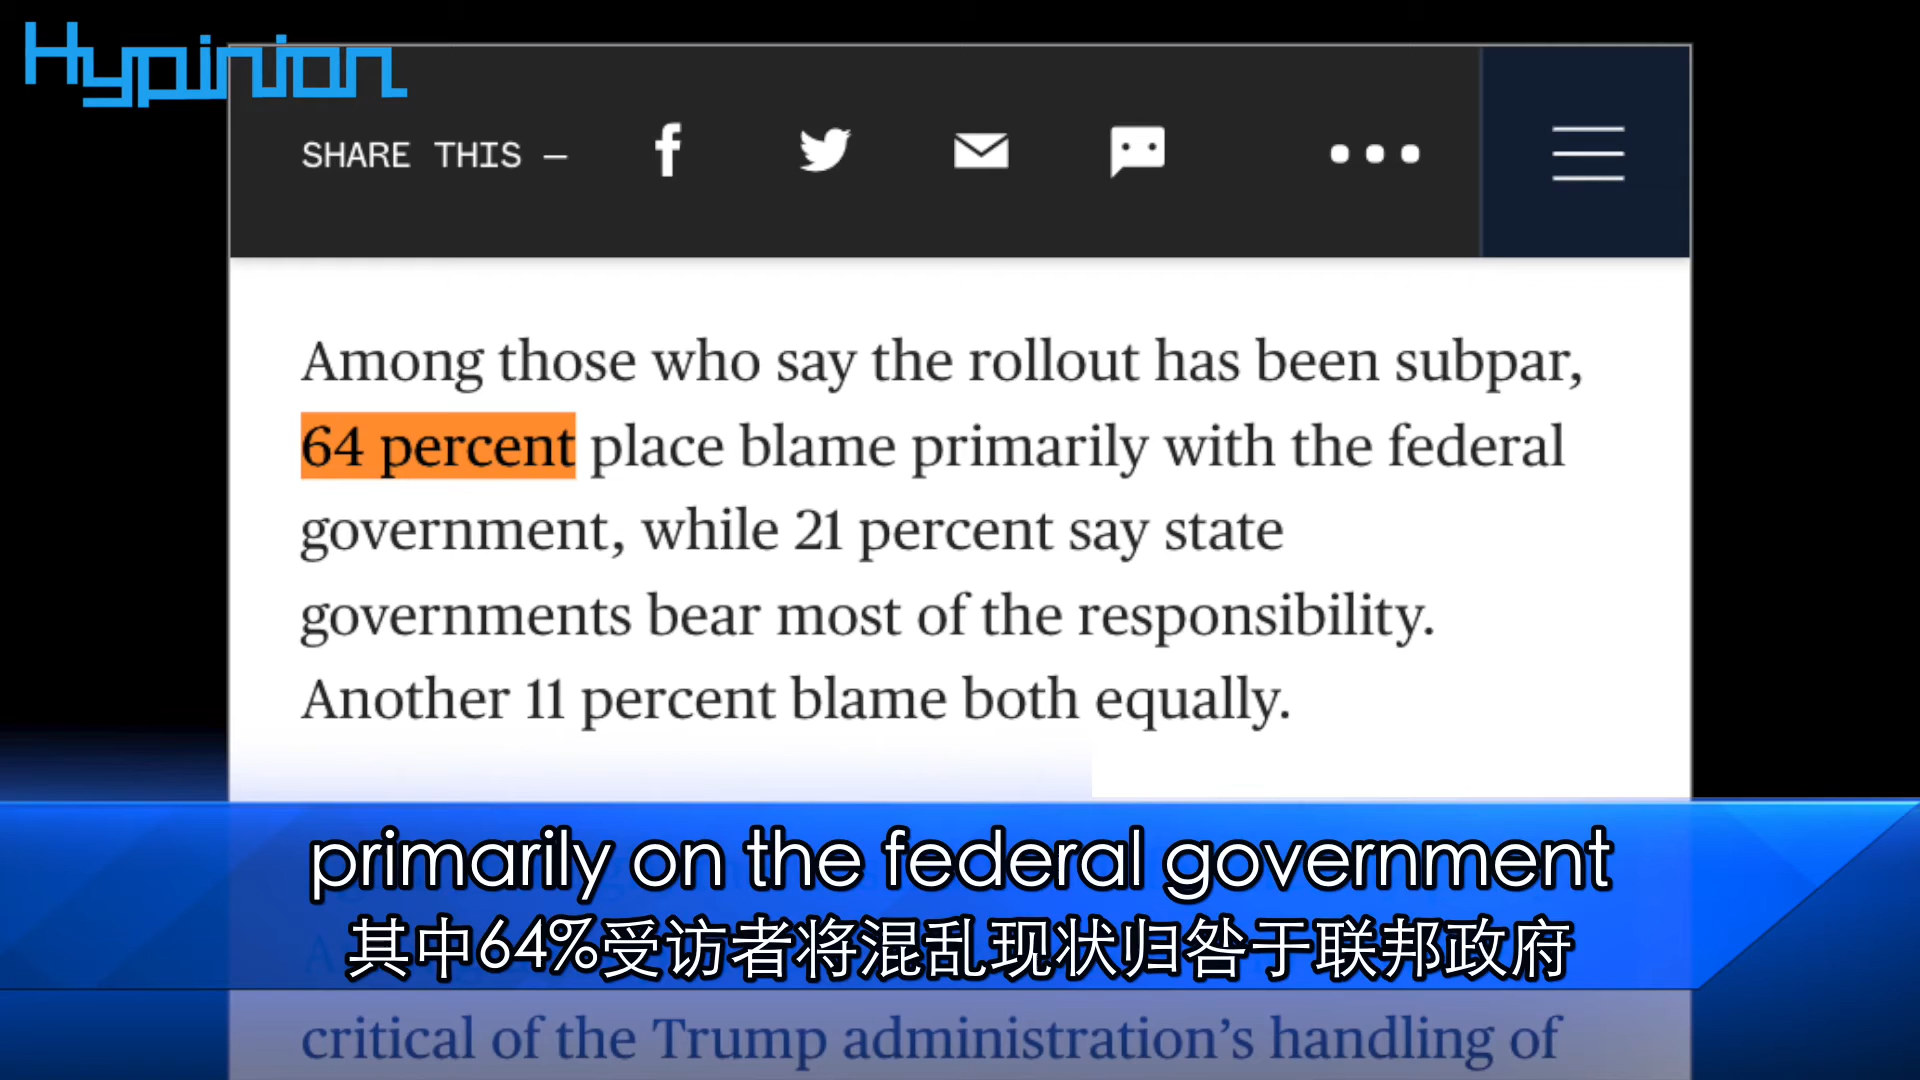 Hypinion
SHARE THIS —
Among those who say the rollout has been subpar,
64 percent place blame primarily with the federal
government, while 21 percent say state
governments bear most of the responsibility.
Another 11 percent blame both equally.
primarily on the federal government
其中64%受访者将混乱现状归咎于联邦政府
critical of the Trump administration’s handling of